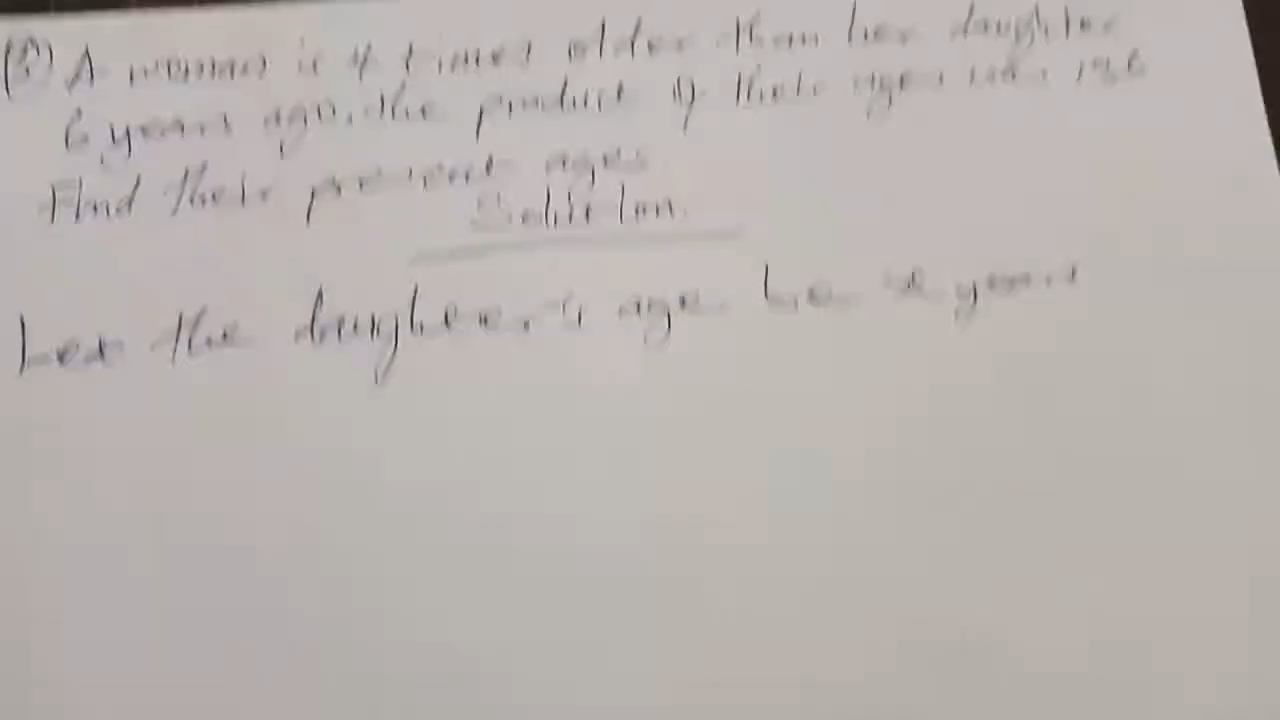 A woman is 4 times older than her daughter
6 years ago, the product of their ages was 136
Find their present ages
Solution
Let the daughter's age be x years